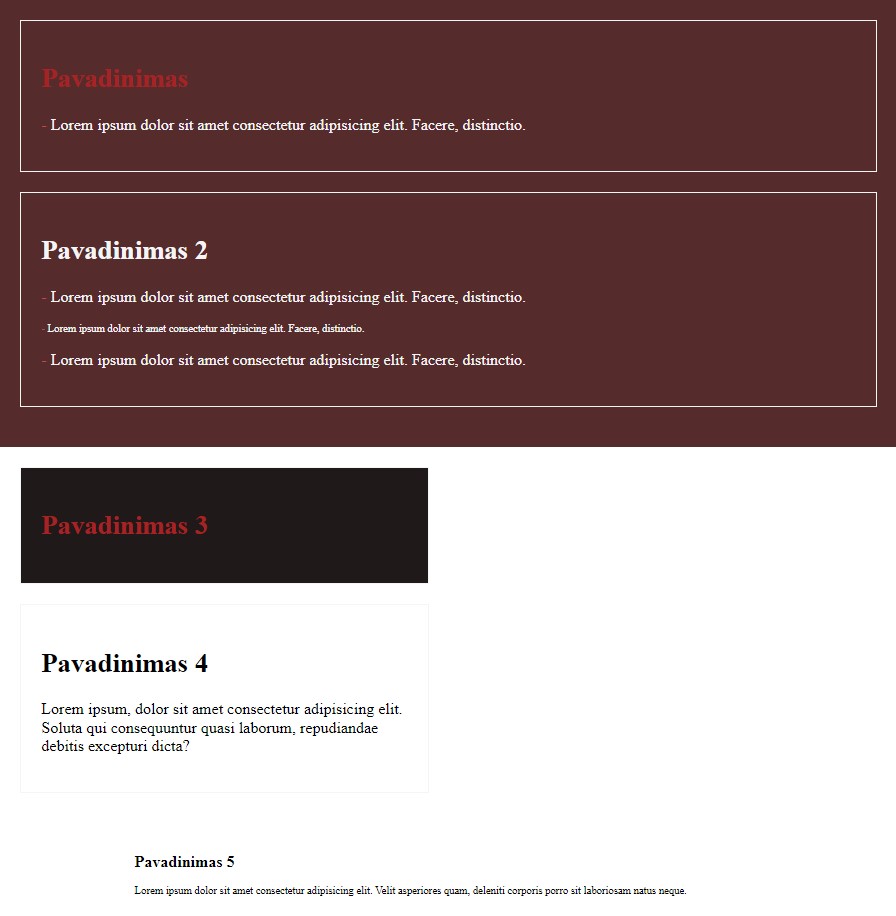 Pavadinimas
- Lorem ipsum dolor sit amet consectetur adipisicing elit. Facere, distinctio.
Pavadinimas 2
- Lorem ipsum dolor sit amet consectetur adipisicing elit. Facere, distinctio.
- Lorem ipsum dolor sit amet consectetur adipisicing elit. Facere, distinctio.
- Lorem ipsum dolor sit amet consectetur adipisicing elit. Facere, distinctio.
Pavadinimas 3
Pavadinimas 4
Lorem ipsum, dolor sit amet consectetur adipisicing elit.
Soluta qui consequuntur quasi laborum, repudiandae
debitis excepturi dicta?
Pavadinimas 5
Lorem ipsum dolor sit amet consectetur adipisicing elit. Velit asperiores quam, deleniti corporis porro sit laboriosam natus neque.